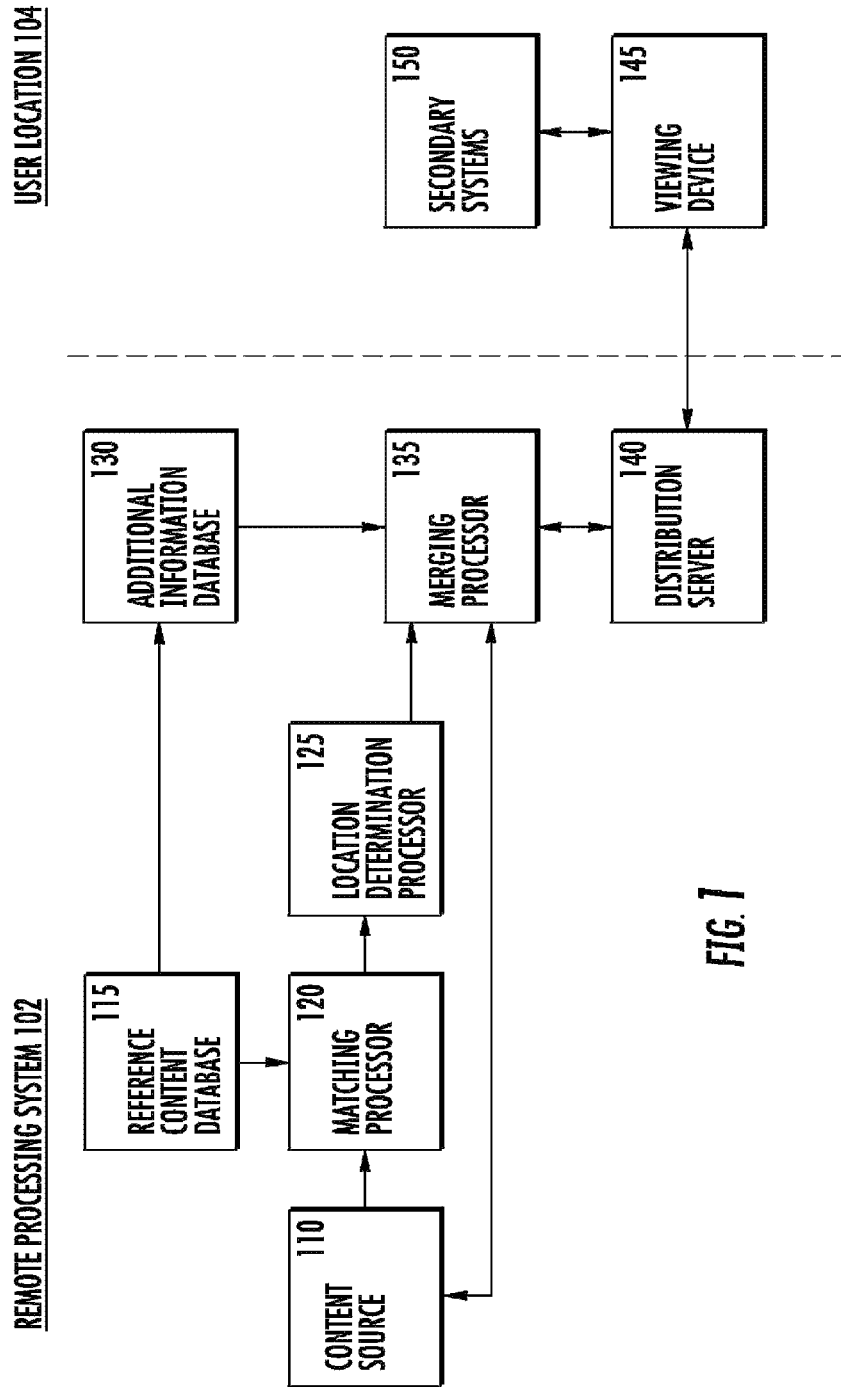 REMOTE PROCESSING SYSTEM 102
USER LOCATION 104
115
REFERENCE
CONTENT
DATABASE
130
ADDITIONAL
INFORMATION
DATABASE
110
CONTENT
SOURCE
120
MATCHING
PROCESSOR
125
LOCATION
DETERMINATION
PROCESSOR
135
MERGING
PROCESSOR
150
SECONDARY
SYSTEMS
140
DISTRIBUTION
SERVER
145
VIEWING
DEVICE
FIG. 1